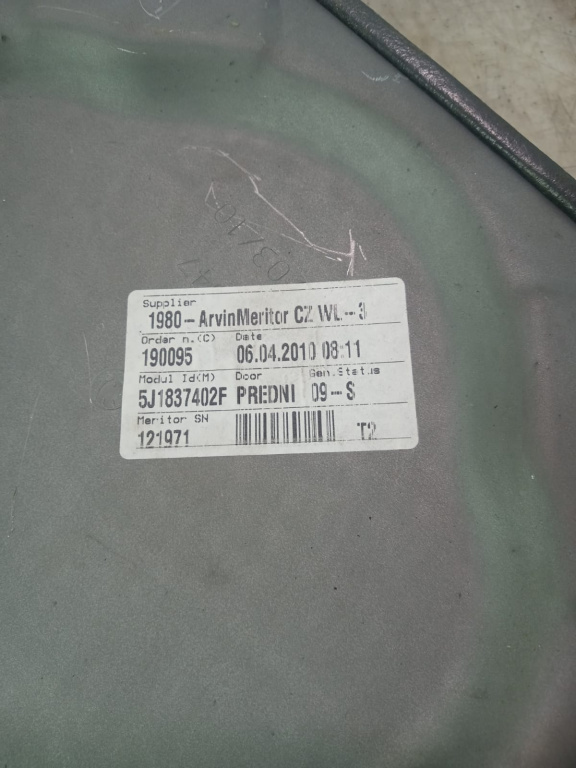 Supplier
1980-ArvinMeritor CZ WL-3
Order n.(C) Date
190095 06.04.2010 08:11
Modul Id(M) Door Gen.Status
5J1837402F PREDNI 09-S
Meritor SN
121971 T2